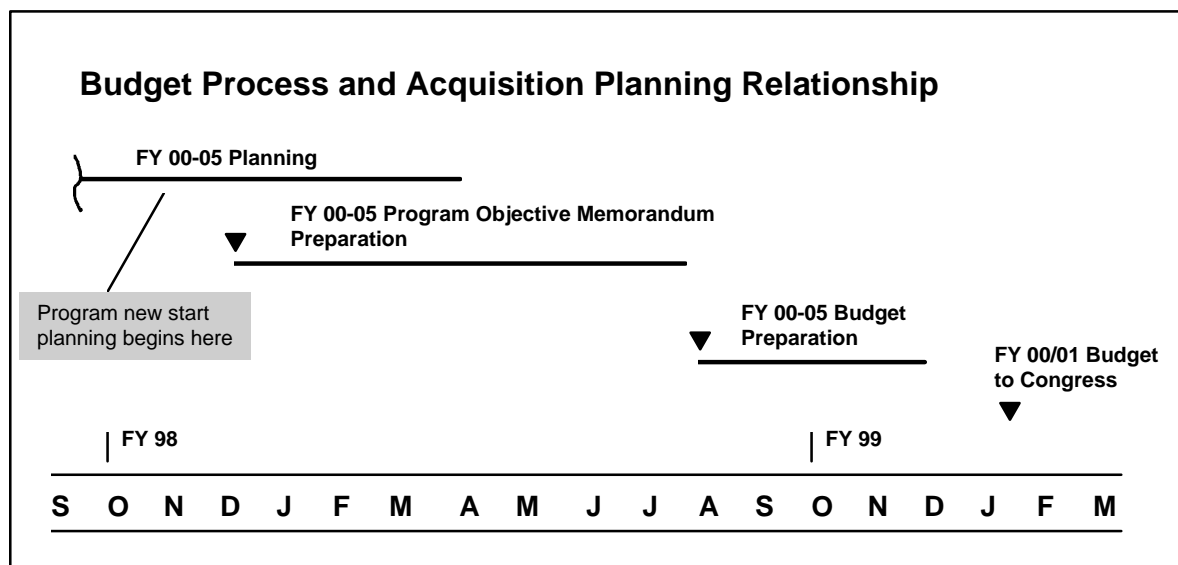 Budget Process and Acquisition Planning Relationship
FY 00-05 Planning
FY 00-05 Program Objective Memorandum
Preparation
Program new start
planning begins here
FY 00-05 Budget
Preparation
FY 00/01 Budget
to Congress
FY 98
FY 99
S O N D J F M A M J J A S O N D J F M